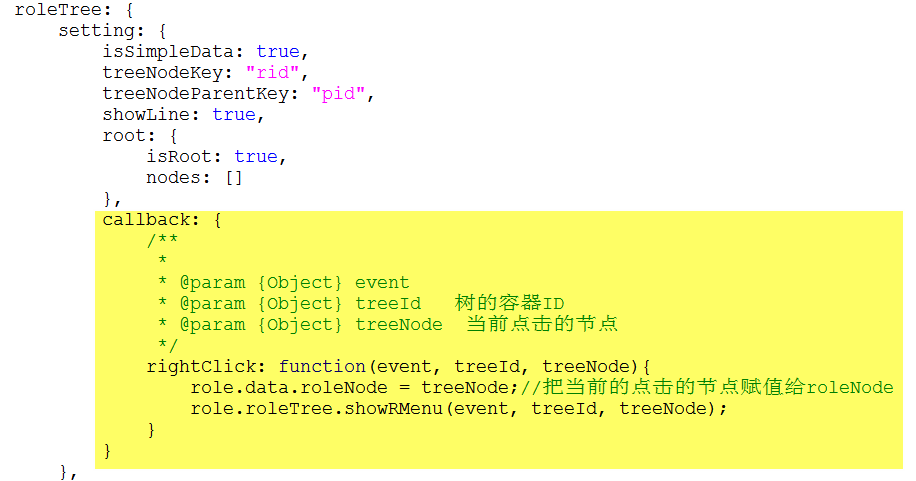 roleTree: {
    setting: {
        isSimpleData: true,
        treeNodeKey: "rid",
        treeNodeParentKey: "pid",
        showLine: true,
        root: {
            isRoot: true,
            nodes: []
        },
        callback: {
            /**
             *
             * @param {Object} event
             * @param {Object} treeId   树的容器ID
             * @param {Object} treeNode  当前点击的节点
             */
            rightClick: function(event, treeId, treeNode){
                role.data.roleNode = treeNode;//把当前的点击的节点赋值给roleNode
                role.roleTree.showRMenu(event, treeId, treeNode);
            }
        }
    },